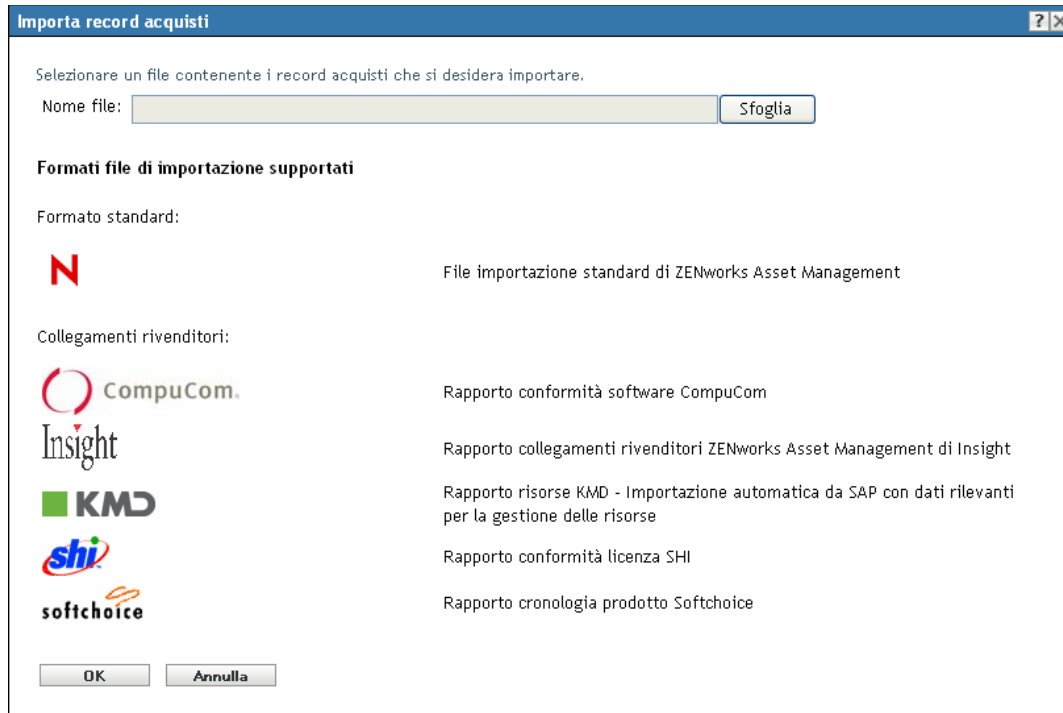 Importa record acquisti
?
Selezionare un file contenente i record acquisti che si desidera importare.
Nome file:
Sfoglia
Formati file di importazione supportati
Formato standard:
N
File importazione standard di ZENworks Asset Management
Collegamenti rivenditori:
CompuCom.
Rapporto conformità software CompuCom
Insight
Rapporto collegamenti rivenditori ZENworks Asset Management di Insight
KMD
Rapporto risorse KMD - Importazione automatica da SAP con dati rilevanti
per la gestione delle risorse
shi
Rapporto conformità licenza SHI
softchoice
Rapporto cronologia prodotto Softchoice
OK
Annulla